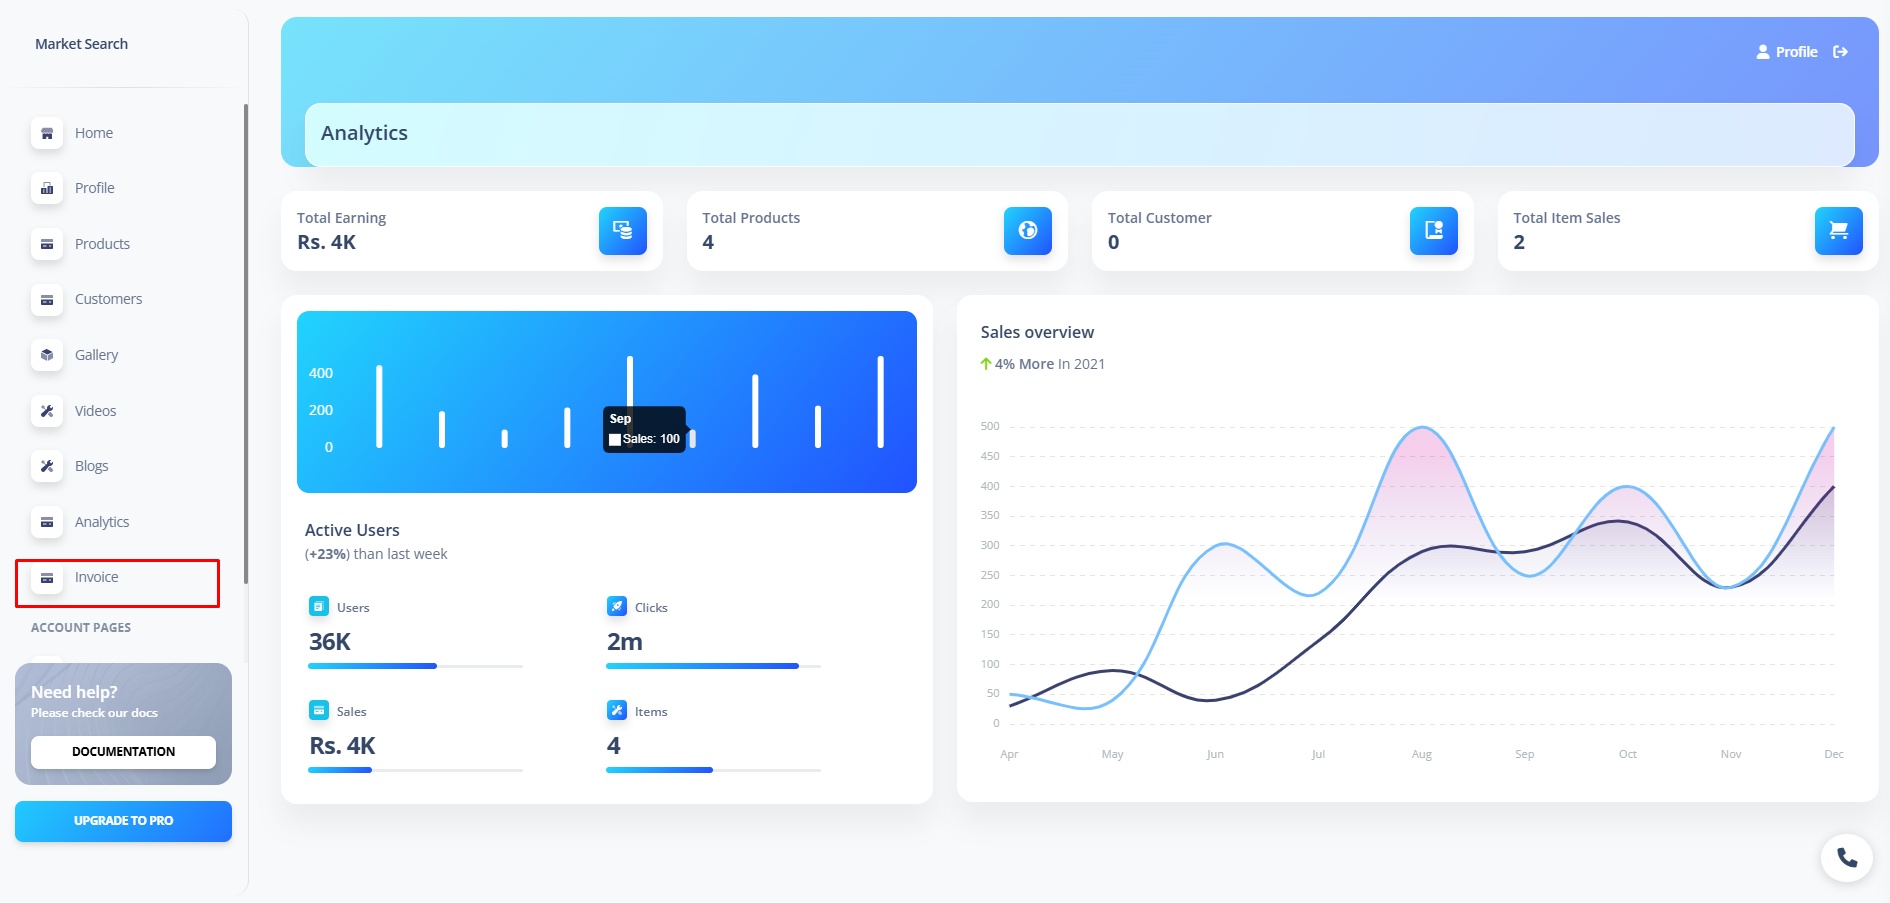 Market Search
Home
Profile
Products
Customers
Gallery
Videos
Blogs
Analytics
Invoice
ACCOUNT PAGES
Need help?
Please check our docs
DOCUMENTATION
UPGRADE TO PRO
Profile
Analytics
Total Earning
Rs. 4K
Total Products
4
Total Customer
0
Total Item Sales
2
400
200
0
Sep
Sales: 100
Active Users
(+23%) than last week
Users
36K
Clicks
2m
Sales
Rs. 4K
Items
4
Sales overview
4% More In 2021
500
450
400
350
300
250
200
150
100
50
0
Apr May Jun Jul Aug Sep Oct Nov Dec